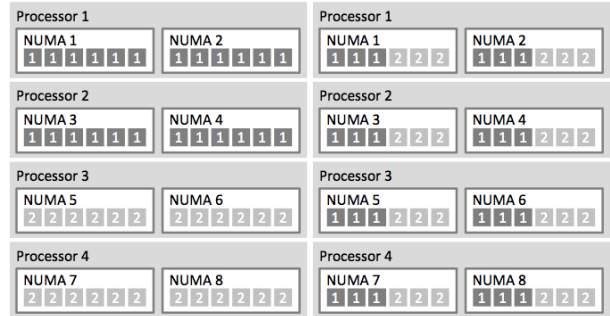 Processor 1
NUMA 1 NUMA 2
1 1 1 1 1 1 1 1 1 1 1 1
Processor 2
NUMA 3 NUMA 4
1 1 1 1 1 1 1 1 1 1 1 1
Processor 3
NUMA 5 NUMA 6
2 2 2 2 2 2 2 2 2 2 2 2
Processor 4
NUMA 7 NUMA 8
2 2 2 2 2 2 2 2 2 2 2 2
Processor 1
NUMA 1 NUMA 2
1 1 1 2 2 2 1 1 1 2 2 2
Processor 2
NUMA 3 NUMA 4
1 1 1 2 2 2 1 1 1 2 2 2
Processor 3
NUMA 5 NUMA 6
1 1 1 2 2 2 1 1 1 2 2 2
Processor 4
NUMA 7 NUMA 8
1 1 1 2 2 2 1 1 1 2 2 2